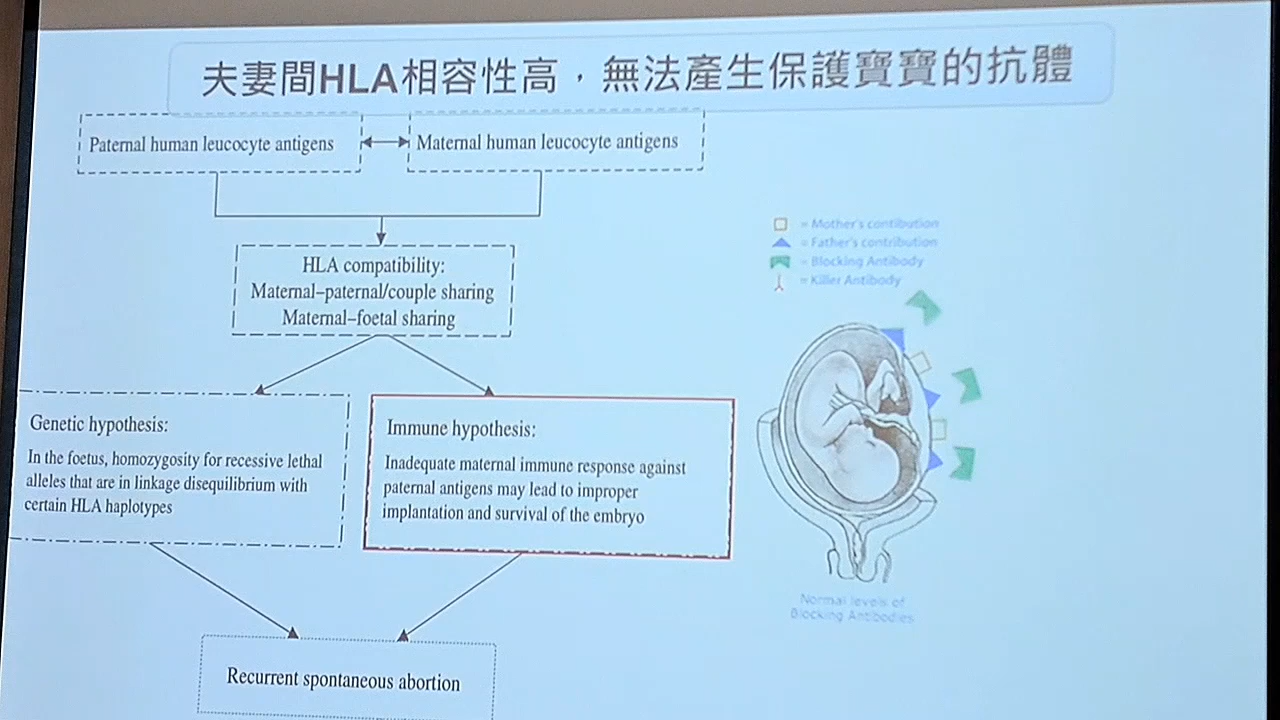 夫妻間HLA相容性高，無法產生保護寶寶的抗體
Paternal human leucocyte antigens
Maternal human leucocyte antigens
HLA compatibility:
Maternal–paternal/couple sharing
Maternal–foetal sharing
Genetic hypothesis:
In the foetus, homozygosity for recessive lethal
alleles that are in linkage disequilibrium with
certain HLA haplotypes
Immune hypothesis:
Inadequate maternal immune response against
paternal antigens may lead to improper
implantation and survival of the embryo
Recurrent spontaneous abortion
= Mother's contibution
= Father's contribution
= Blocking Antibody
= Killer Antibody
Normal levels of
Blocking Antibodies